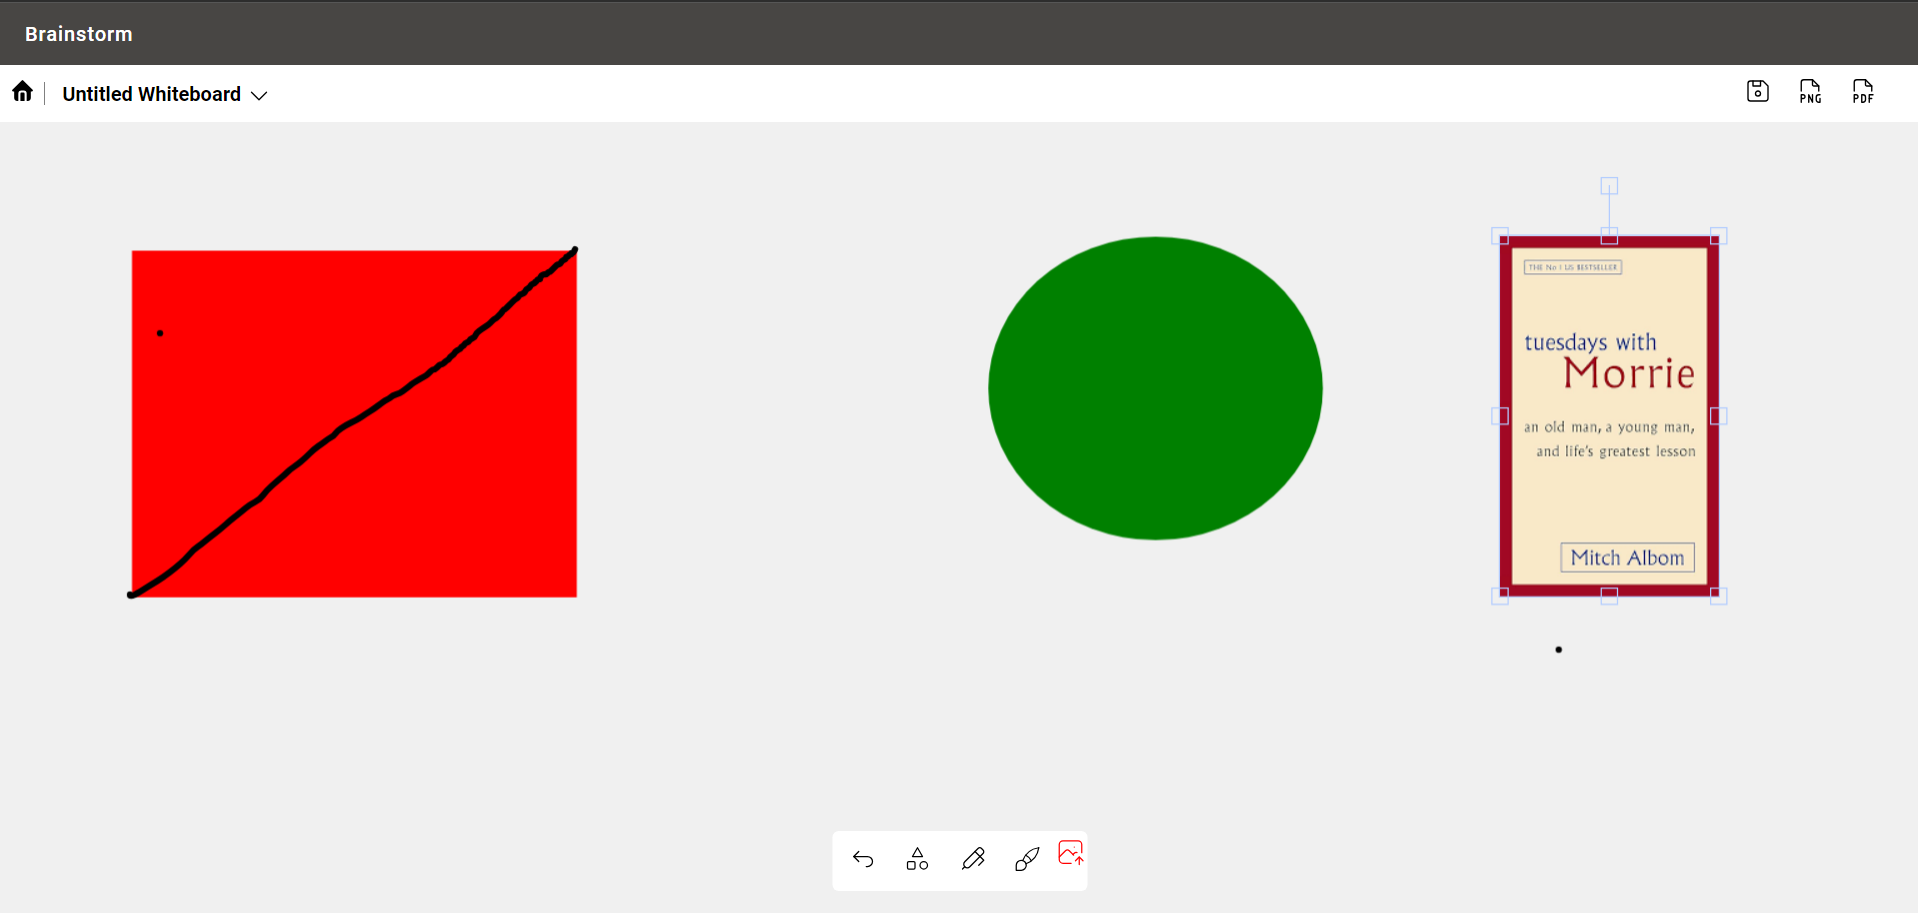 Brainstorm
Untitled Whiteboard
PNG
PDF
THE No 1 US BESTSELLER
tuesdays with
Morrie
an old man, a young man,
and life's greatest lesson
Mitch Albom